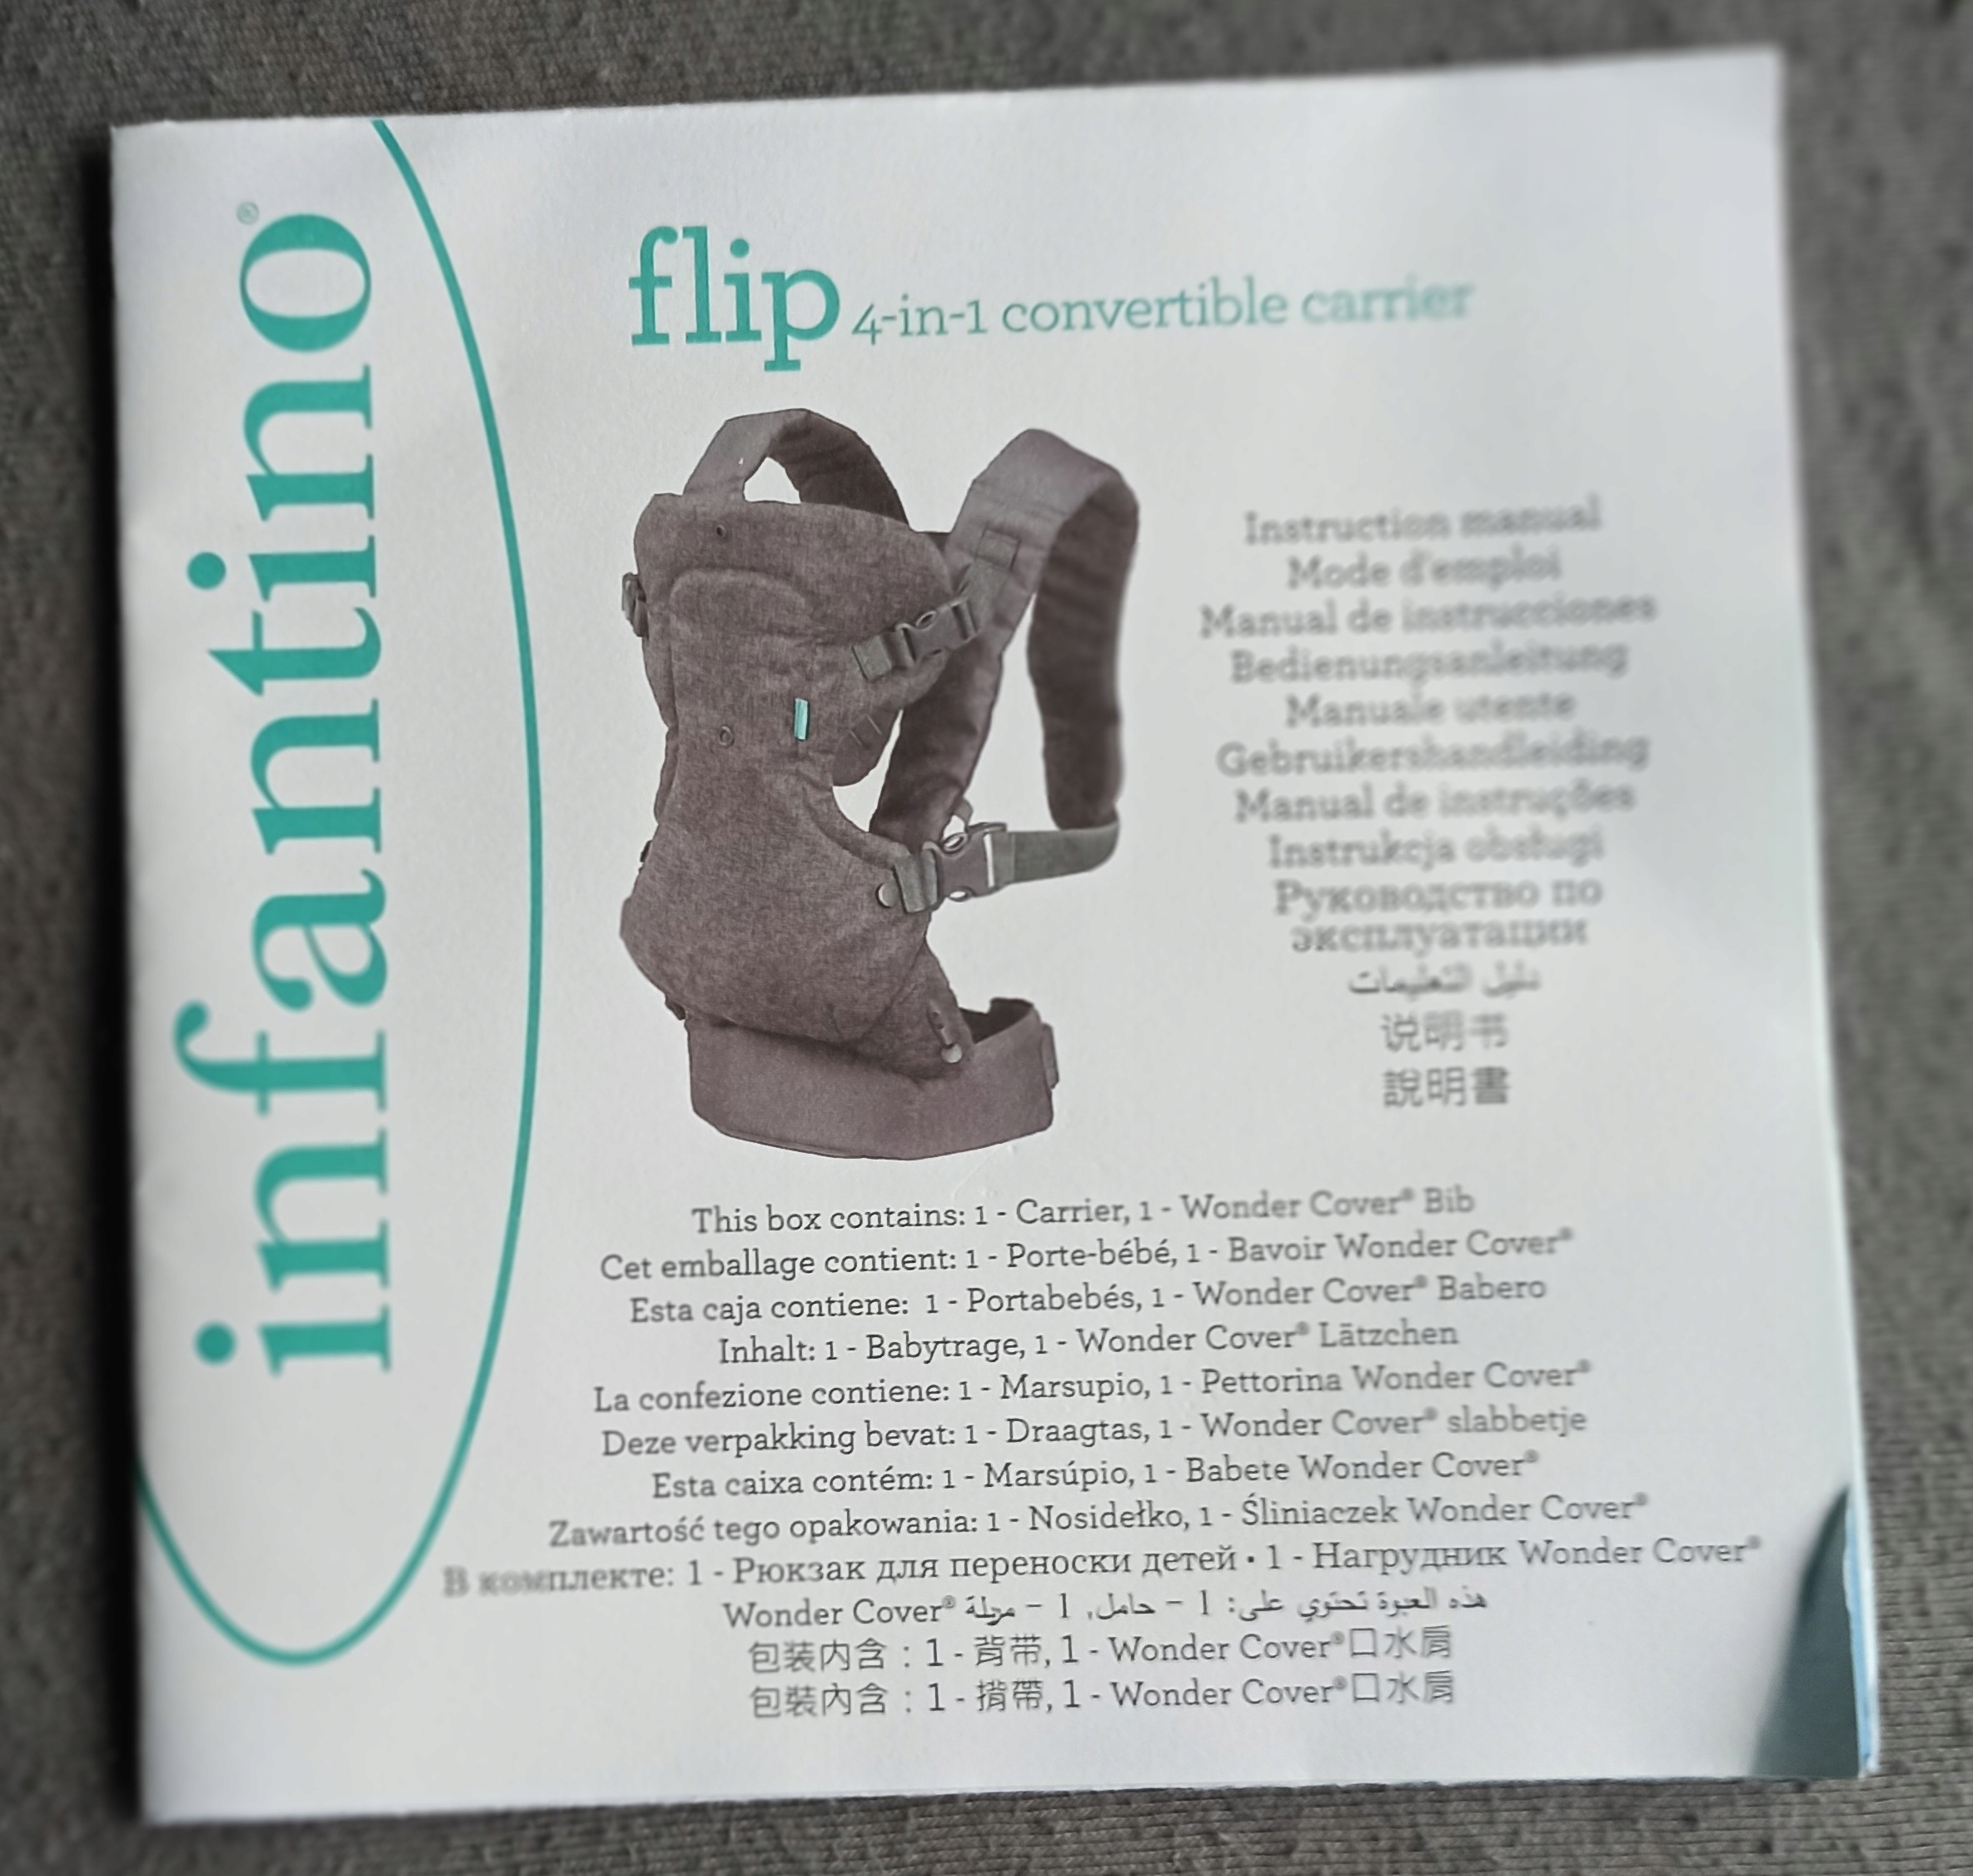 infantino®
flip 4-in-1 convertible carrier
Instruction manual
Mode d'emploi
Manual de instrucciones
Bedienungsanleitung
Manuale utente
Gebruikershandleiding
Manual de instruções
Instrukcja obsługi
Руководство по
эксплуатации
دليل التعليمات
说明书
說明書
This box contains: 1 - Carrier, 1 - Wonder Cover® Bib
Cet emballage contient: 1 - Porte-bébé, 1 - Bavoir Wonder Cover®
Esta caja contiene: 1 - Portabebés, 1 - Wonder Cover® Babero
Inhalt: 1 - Babytrage, 1 - Wonder Cover® Lätzchen
La confezione contiene: 1 - Marsupio, 1 - Pettorina Wonder Cover®
Deze verpakking bevat: 1 - Draagtas, 1 - Wonder Cover® slabbetje
Esta caixa contém: 1 - Marsúpio, 1 - Babete Wonder Cover®
Zawartość tego opakowania: 1 - Nosidełko, 1 - Śliniaczek Wonder Cover®
В комплекте: 1 - Рюкзак для переноски детей • 1 - Нагрудник Wonder Cover®
هذه العبوة تحتوي على: 1 – حامل, 1 – مريلة Wonder Cover®
包装内含：1 - 背带, 1 - Wonder Cover®口水肩
包裝內含：1 - 揹帶, 1 - Wonder Cover®口水肩